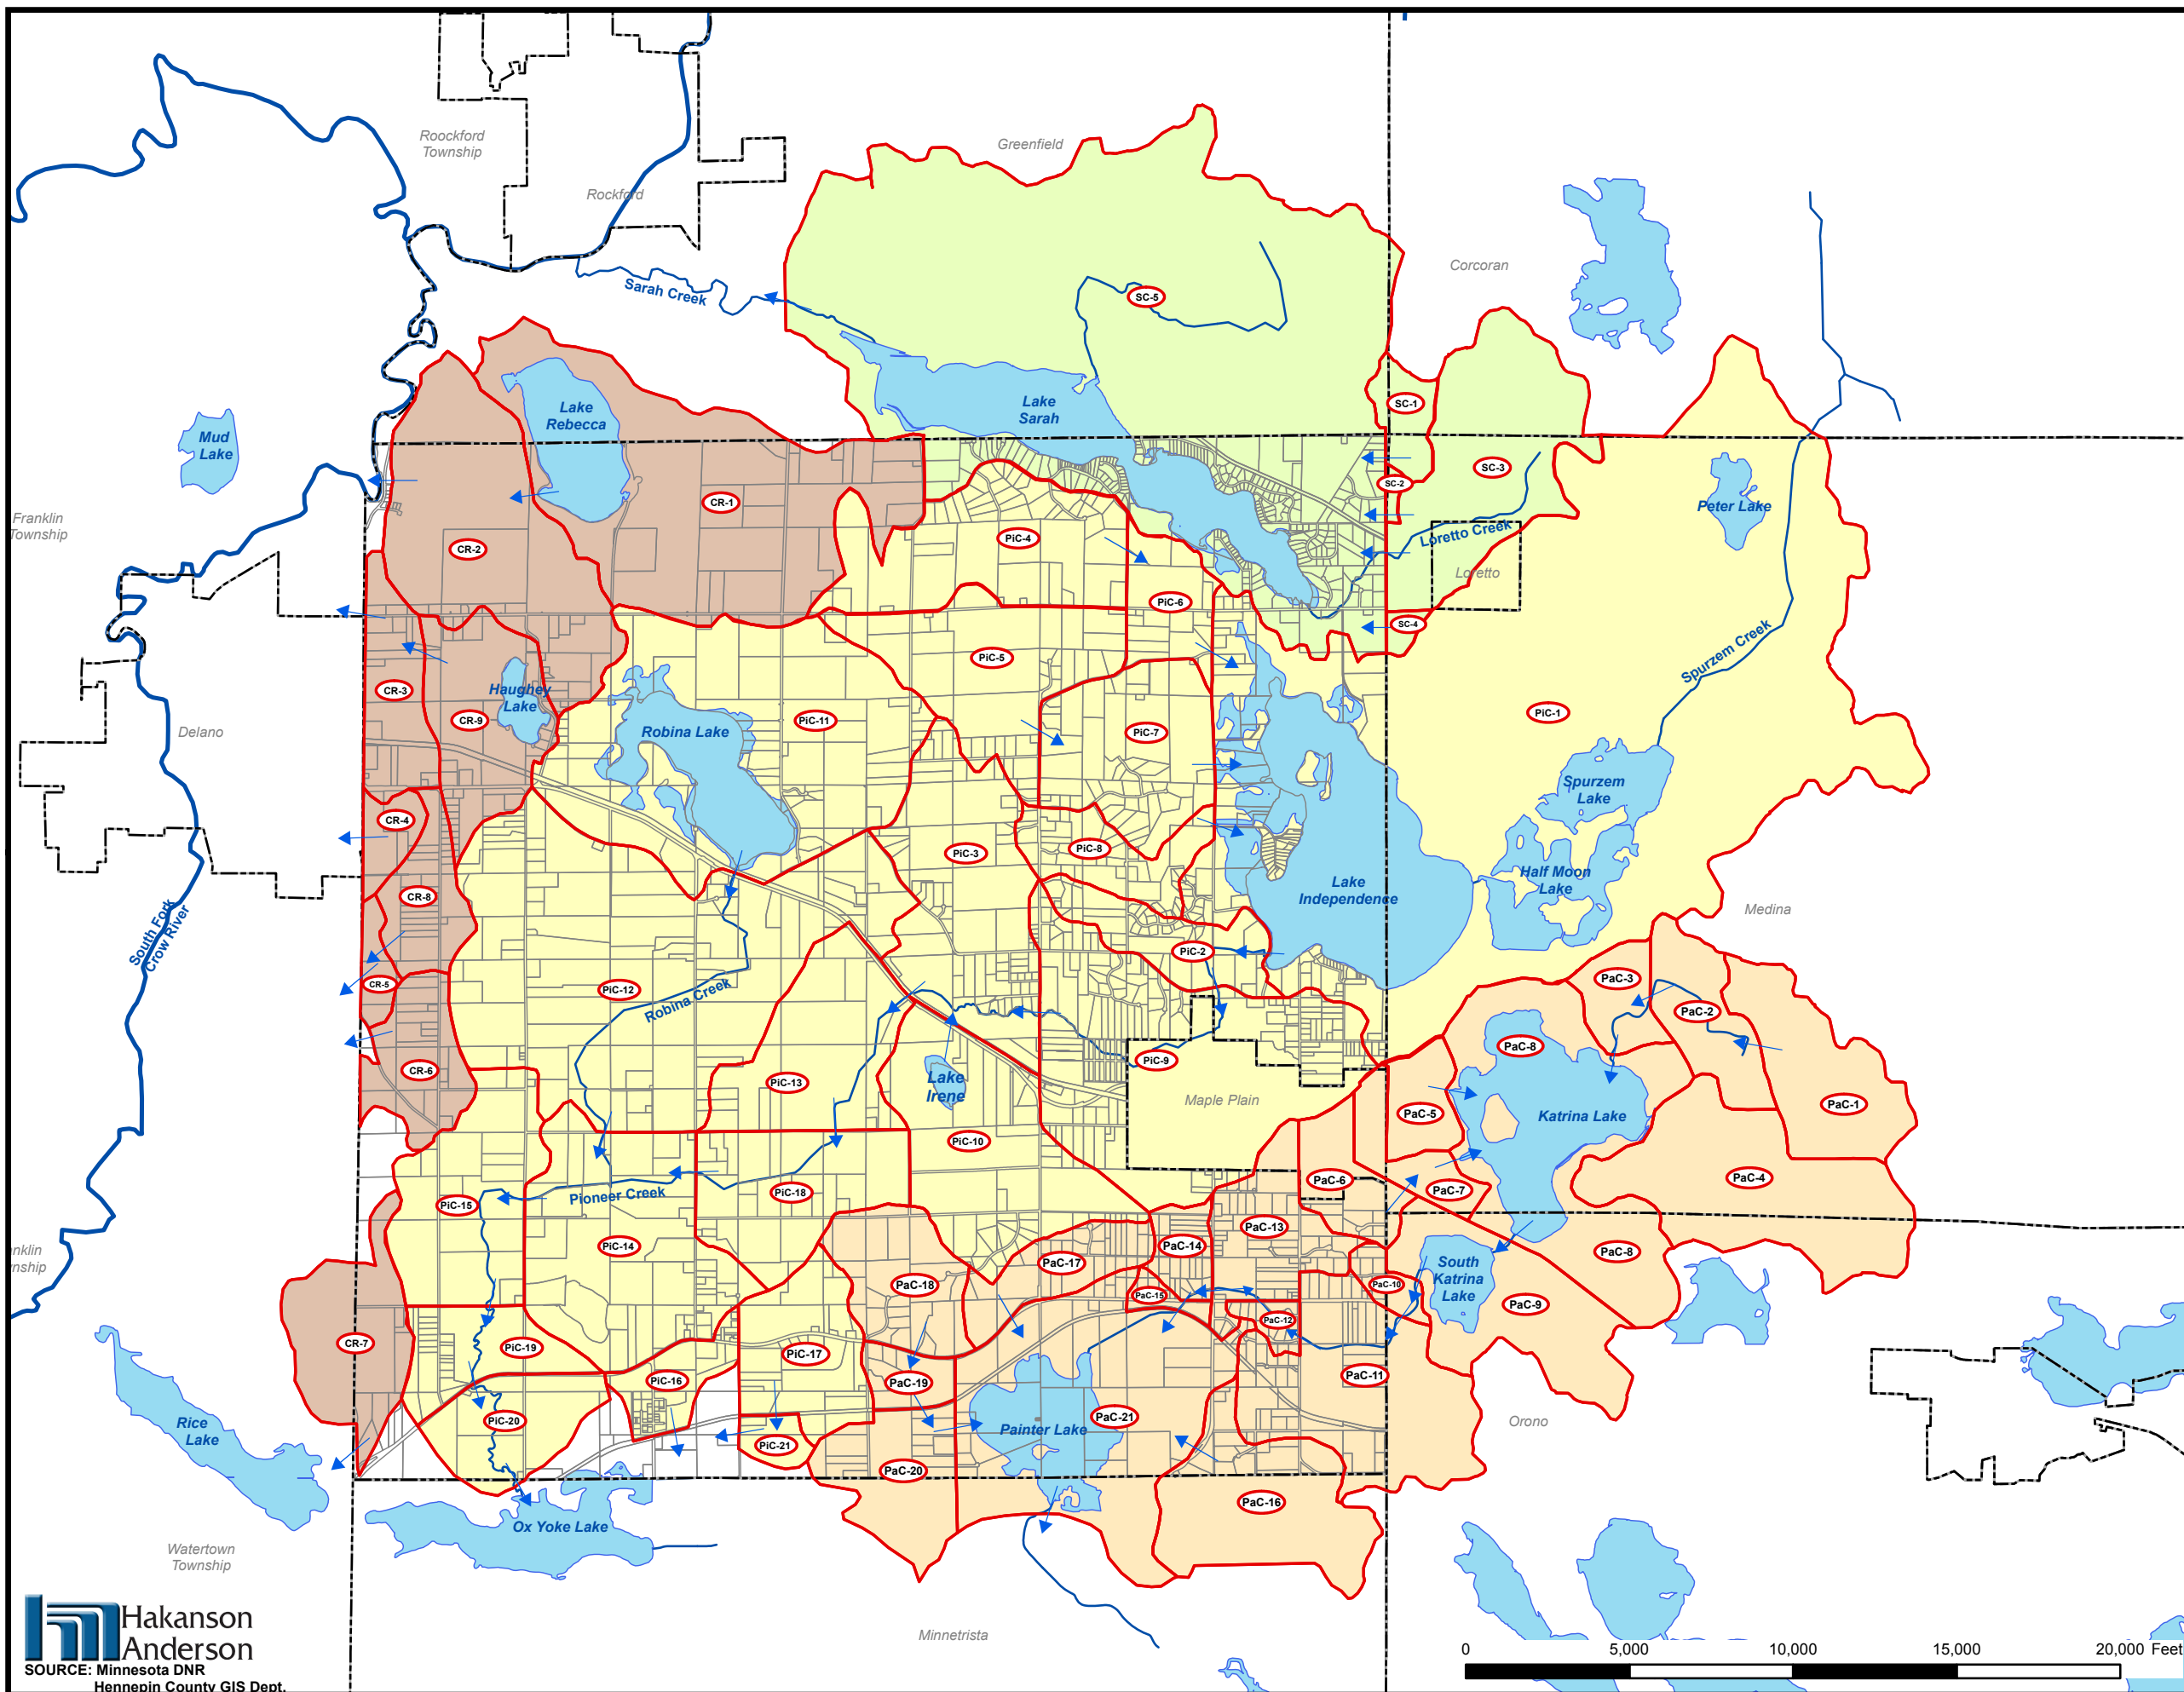 Greenfield
Roockford
Township
Rockford
Corcoran
Sarah Creek
SC-5
Lake
Rebecca
Lake
Sarah
SC-1
Mud
Lake
SC-3
SC-2
CR-1
Peter Lake
Franklin
Township
Loretto Creek
PiC-4
CR-2
Loretto
PiC-6
SC-4
Spurzem Creek
PiC-5
CR-3
Haughey
Lake
PiC-1
CR-9
PiC-11
Delano
Robina Lake
PiC-7
Spurzem
Lake
CR-4
PiC-3
PiC-8
Half Moon
Lake
Lake
Independence
CR-8
Medina
South Fork
Crow River
PiC-2
PaC-3
CR-5
PiC-12
Robina Creek
PaC-2
PaC-8
PiC-9
CR-6
PiC-13
Lake
Irene
Maple Plain
PaC-5
Katrina Lake
PaC-1
PiC-10
PaC-6
PaC-4
PiC-18
Pioneer Creek
PaC-7
PiC-15
PaC-13
PiC-14
PaC-14
PaC-8
nklin
nship
PaC-17
South
Katrina
Lake
PaC-18
PaC-10
PaC-15
PaC-9
PaC-12
CR-7
PiC-19
PiC-17
PaC-11
PiC-16
PaC-19
PaC-21
Orono
PiC-20
Rice
Lake
Painter Lake
PiC-21
PaC-20
PaC-16
Ox Yoke Lake
Watertown
Township
Minnetrista
Hakanson
Anderson
SOURCE: Minnesota DNR
Hennepin County GIS Dept.
0 5,000 10,000 15,000 20,000 Feet